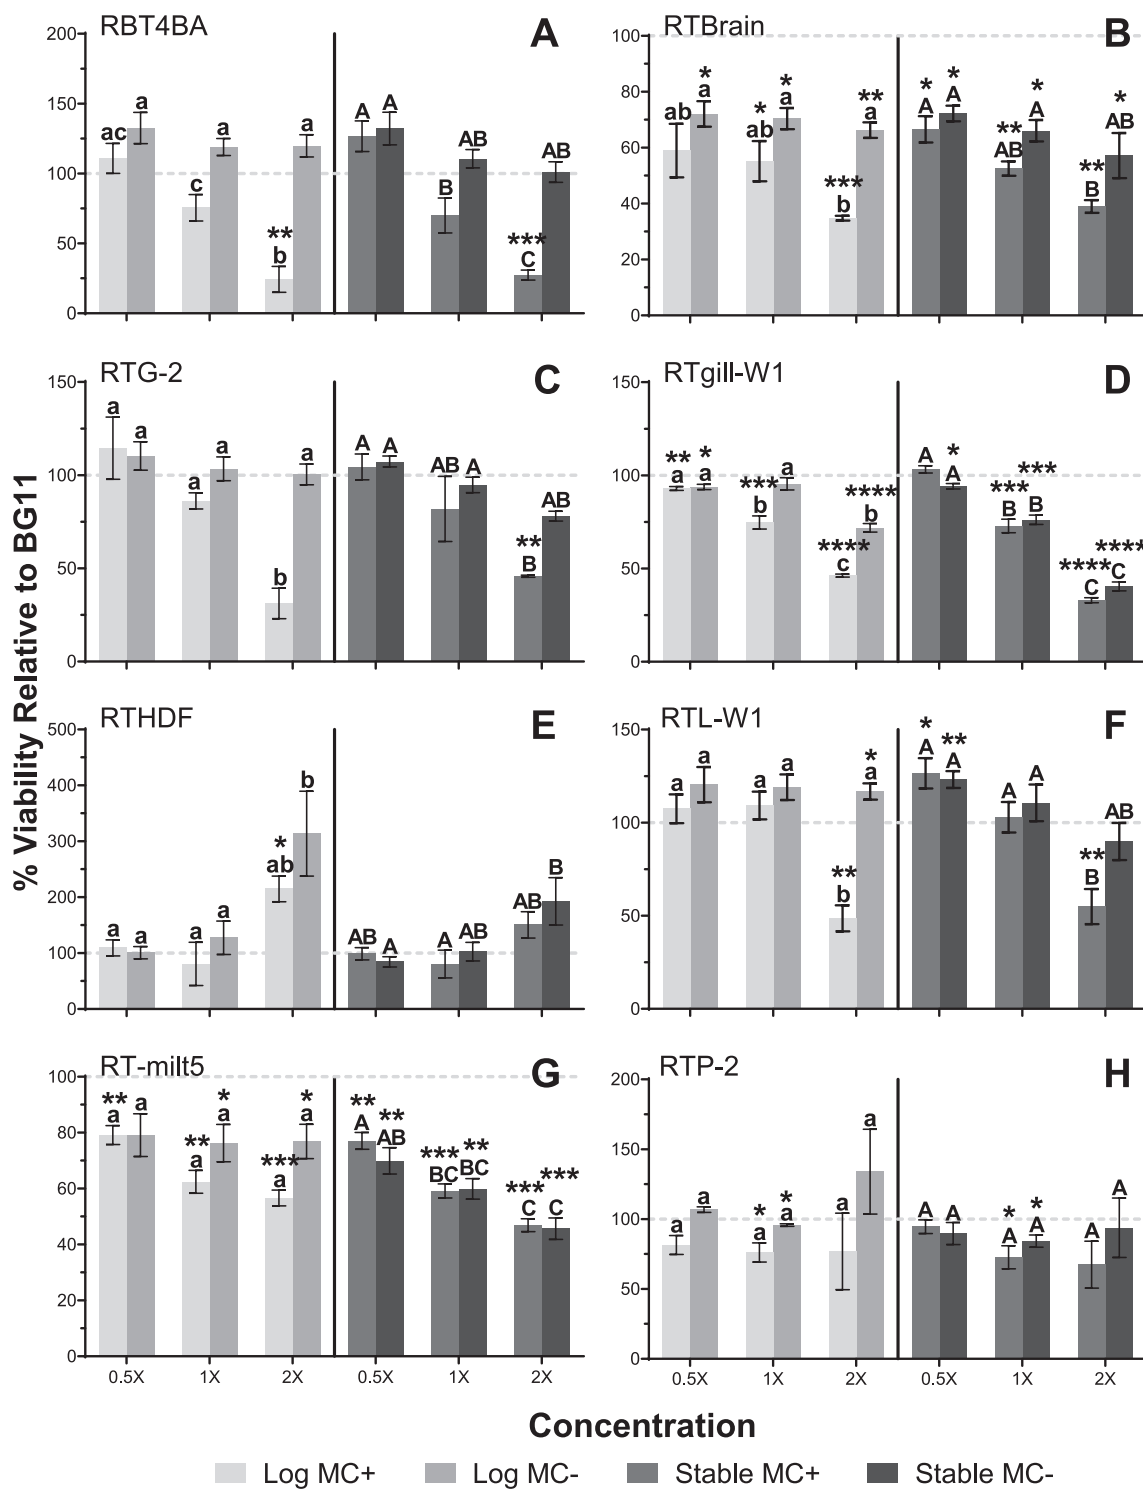 % Viability Relative to BG11
RBT4BA
A
200
150
100
50
0
ac
a
c
a
**
b
a
A
A
B
AB
***
C
AB
RTBrain
B
100
80
60
40
20
0
ab
*
a
*
ab
*
a
***
b
**
a
*
A
*
A
**
AB
*
A
**
B
*
AB
RTG-2
C
150
100
50
0
a
a
a
a
b
a
A
A
AB
A
**
B
AB
RTgill-W1
D
150
100
50
0
**
a
*
a
***
b
a
****
c
****
b
A
*
A
***
B
***
B
****
C
****
C
RTHDF
E
500
400
300
200
100
0
a
a
a
a
*
ab
b
AB
A
A
AB
AB
B
RTL-W1
F
150
100
50
0
a
a
a
a
**
b
*
a
*
A
**
A
A
A
**
B
AB
RT-milt5
G
100
80
60
40
20
0
**
a
a
**
a
*
a
***
a
*
a
**
A
**
AB
***
BC
**
BC
***
C
***
C
0.5X 1X 2X 0.5X 1X 2X
RTP-2
H
200
150
100
50
0
a
a
*
a
*
a
a
a
A
A
*
A
*
A
A
A
0.5X 1X 2X 0.5X 1X 2X
Concentration
Log MC+ Log MC- Stable MC+ Stable MC-